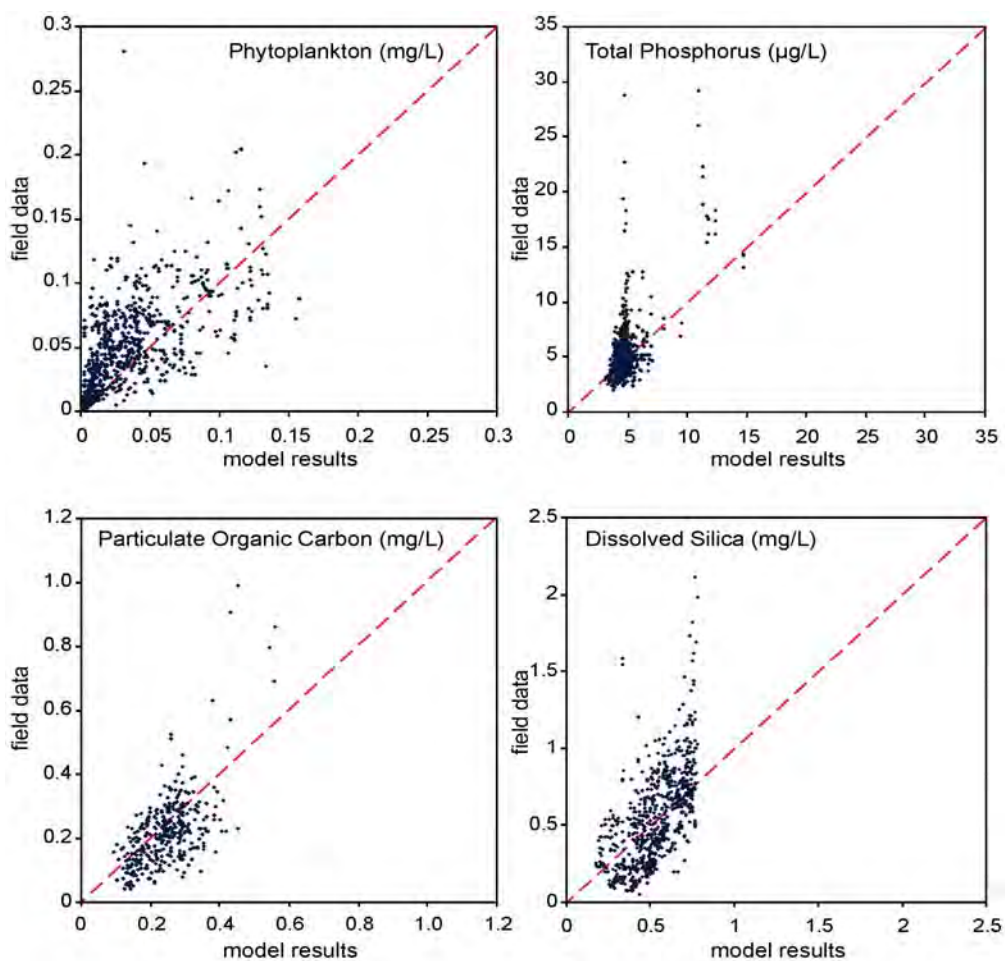 Phytoplankton (mg/L)
0.3
0.25
0.2
0.15
0.1
0.05
0
field data
0 0.05 0.1 0.15 0.2 0.25 0.3
model results
Total Phosphorus (µg/L)
35
30
25
20
15
10
5
0
field data
0 5 10 15 20 25 30 35
model results
Particulate Organic Carbon (mg/L)
1.2
1.0
0.8
0.6
0.4
0.2
0
field data
0 0.2 0.4 0.6 0.8 1.0 1.2
model results
Dissolved Silica (mg/L)
2.5
2
1.5
1
0.5
0
field data
0 0.5 1 1.5 2 2.5
model results